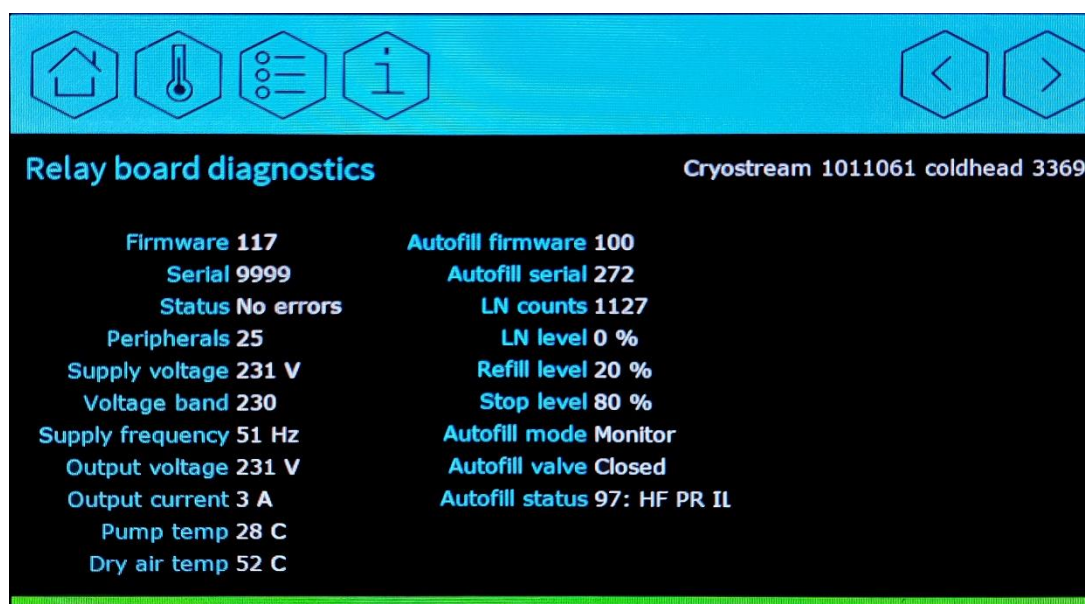 Relay board diagnostics
Cryostream 1011061 coldhead 3369
Firmware 117
Serial 9999
Status No errors
Peripherals 25
Supply voltage 231 V
Voltage band 230
Supply frequency 51 Hz
Output voltage 231 V
Output current 3 A
Pump temp 28 C
Dry air temp 52 C
Autofill firmware 100
Autofill serial 272
LN counts 1127
LN level 0 %
Refill level 20 %
Stop level 80 %
Autofill mode Monitor
Autofill valve Closed
Autofill status 97: HF PR IL